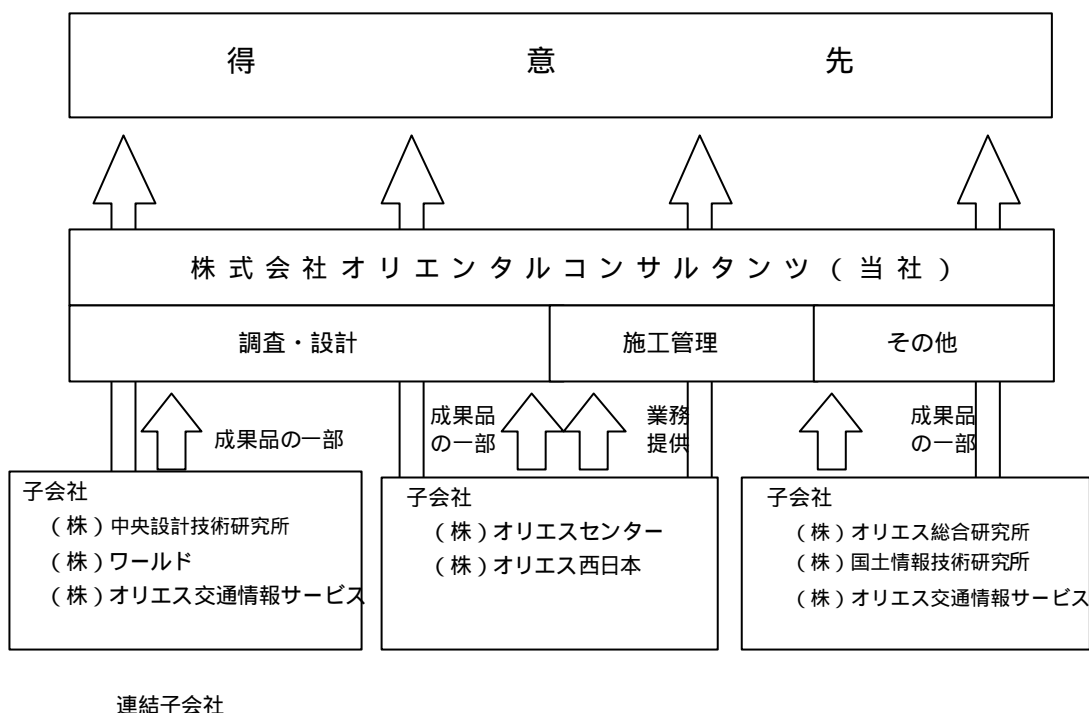 得意先
株式会社オリエンタルコンサルタンツ(当社)
調査・設計 施工管理 その他
成果品の一部
成果品
の一部
業務
提供
成果品
の一部
子会社
(株)中央設計技術研究所
(株)ワールド
(株)オリエス交通情報サービス
子会社
(株)オリエスセンター
(株)オリエス西日本
子会社
(株)オリエス総合研究所
(株)国土情報技術研究所
(株)オリエス交通情報サービス
連結子会社